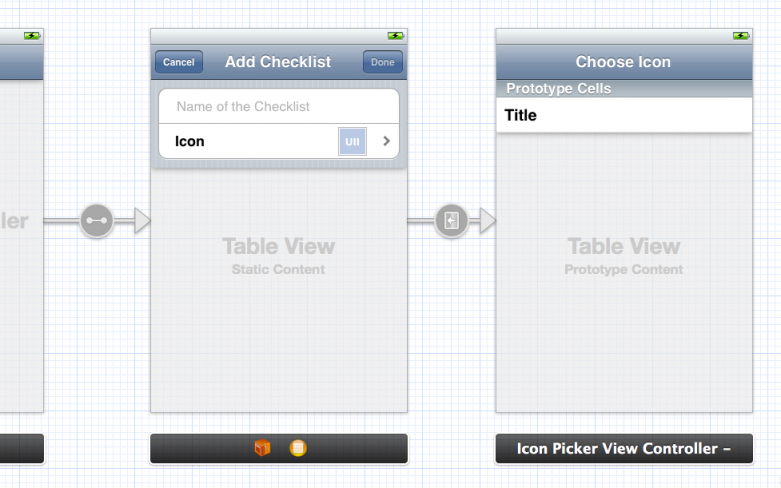 Cancel
Add Checklist
Done
Name of the Checklist
Icon
UII
Table View
Static Content
ler
Choose Icon
Prototype Cells
Title
Table View
Prototype Content
Icon Picker View Controller –